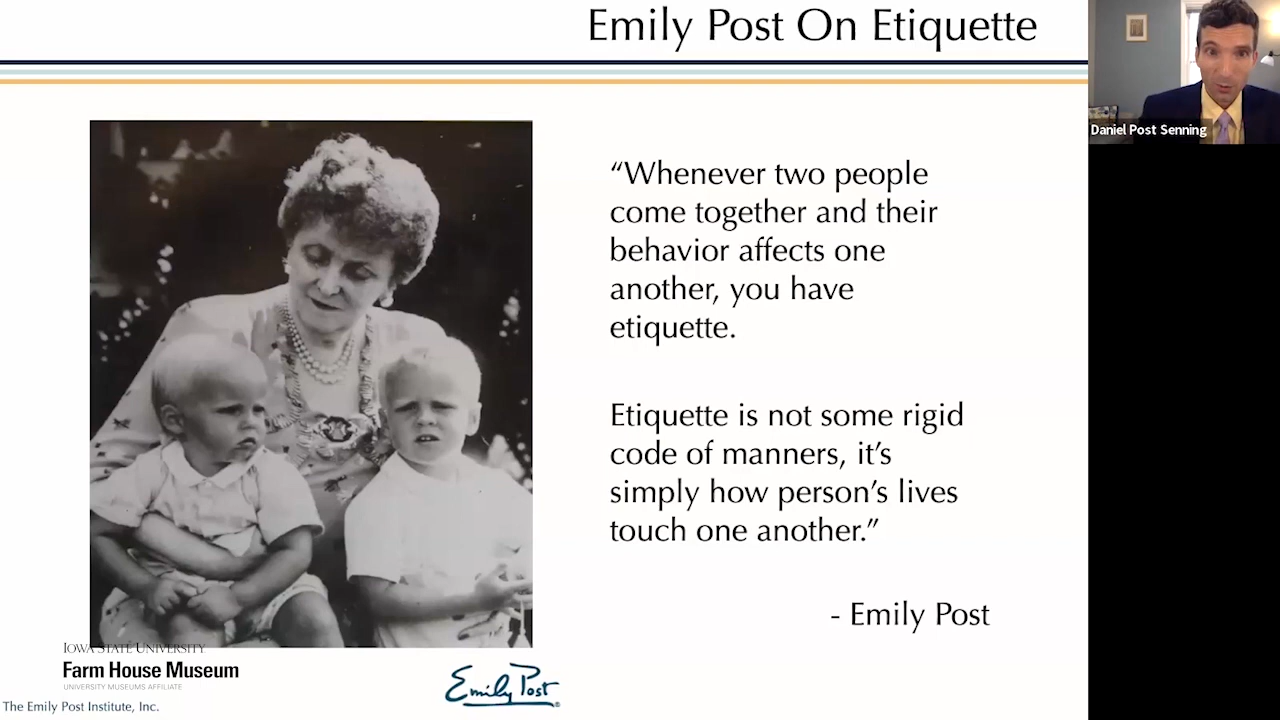 Emily Post On Etiquette
Daniel Post Senning
“Whenever two people
come together and their
behavior affects one
another, you have
etiquette.
Etiquette is not some rigid
code of manners, it’s
simply how person’s lives
touch one another.”
- Emily Post
IOWA STATE UNIVERSITY
Farm House Museum
UNIVERSITY MUSEUMS AFFILIATE
Emily Post®
The Emily Post Institute, Inc.